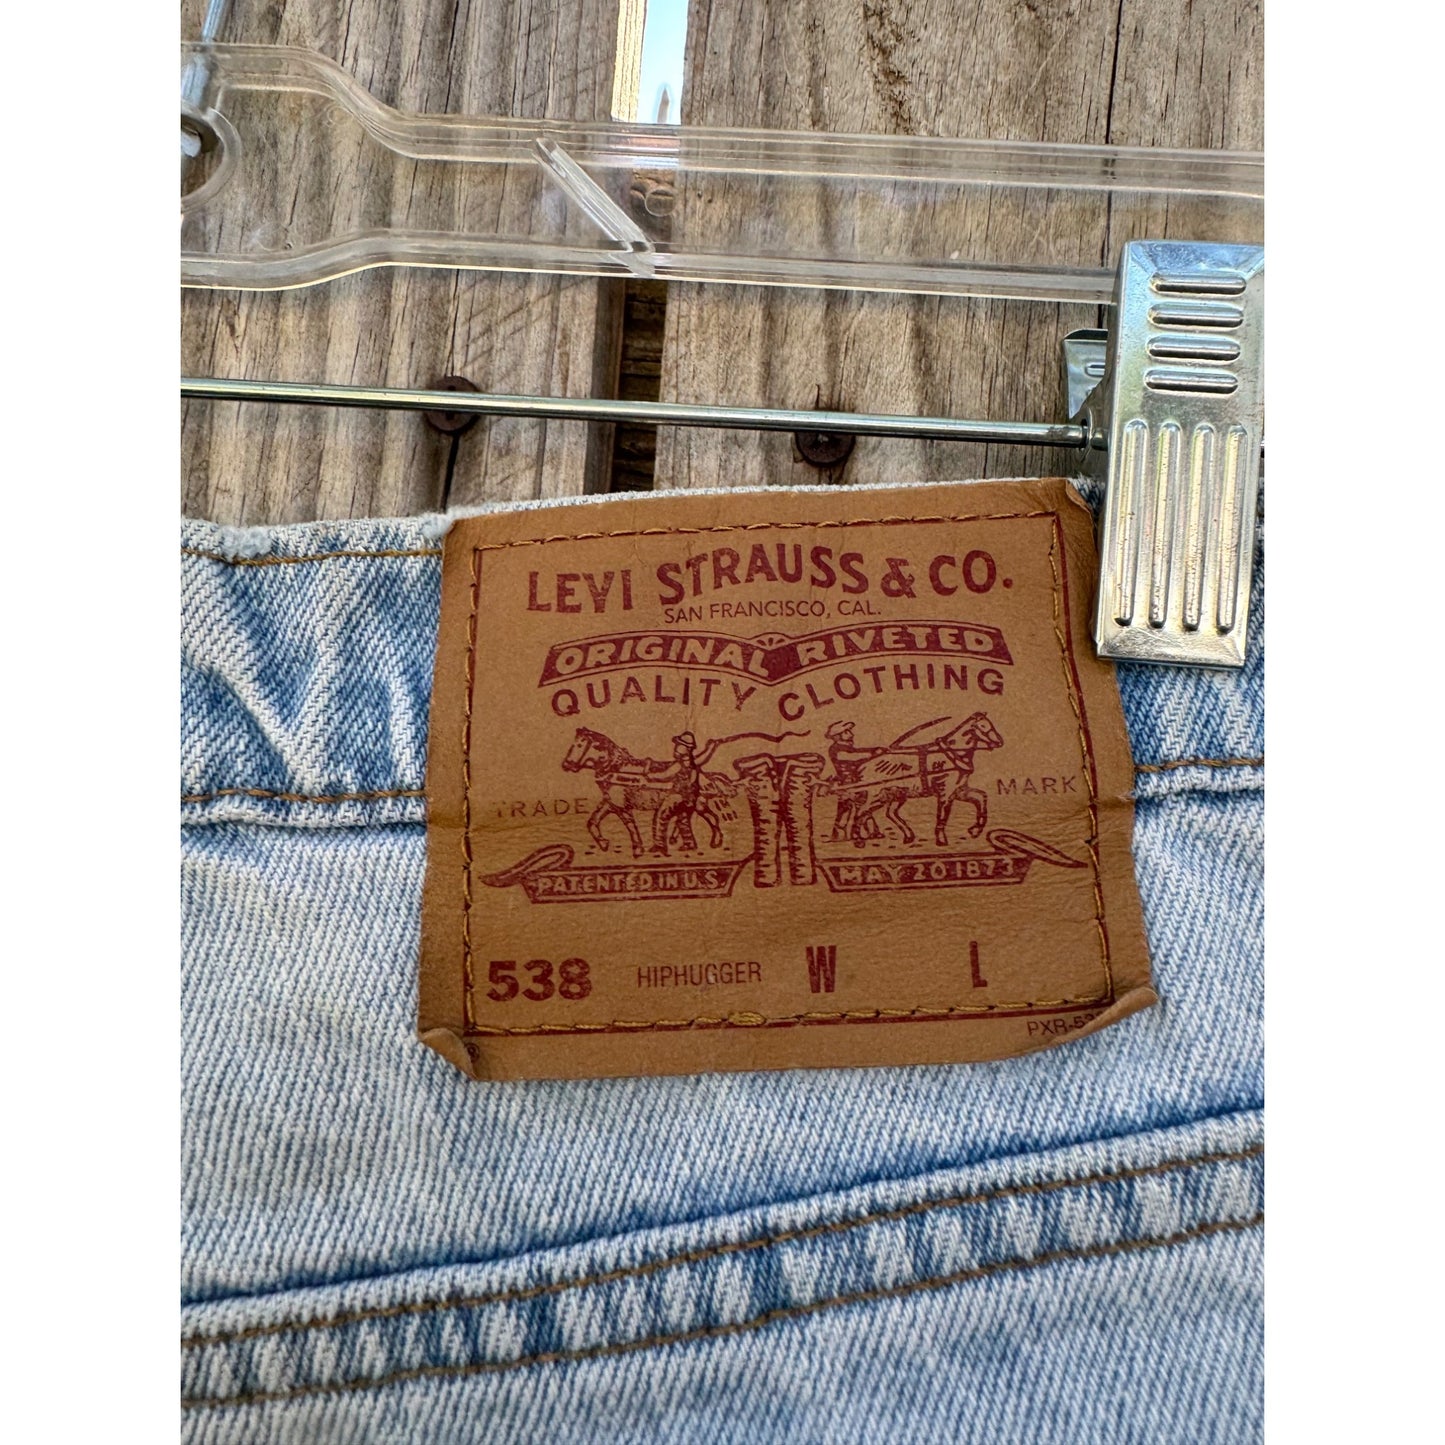 LEVI STRAUSS & CO.
SAN FRANCISCO, CAL.
ORIGINAL RIVETED
QUALITY CLOTHING
TRADE MARK
PATENTED IN U.S. MAY 20 1873
538 HIPHUGGER W L